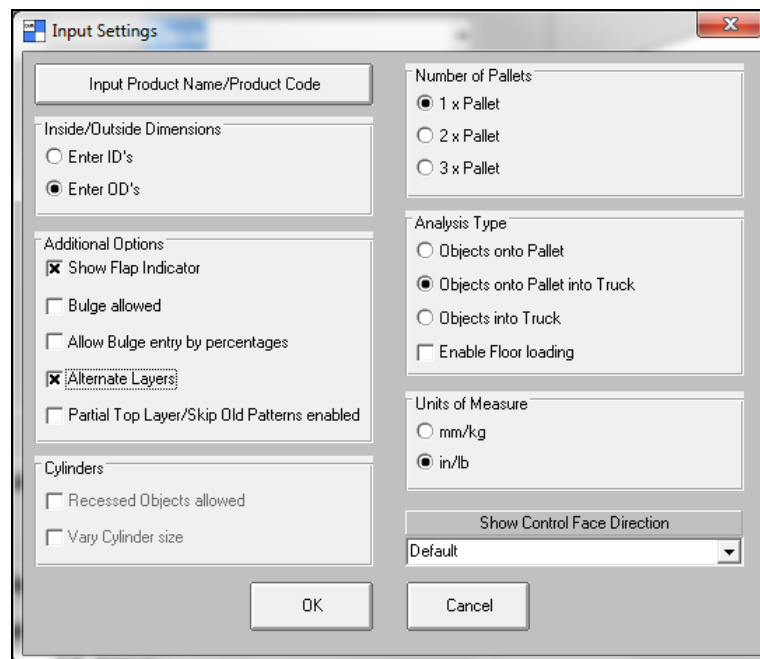 Input Settings
Input Product Name/Product Code
Inside/Outside Dimensions
Enter ID's
Enter OD's
Additional Options
Show Flap Indicator
Bulge allowed
Allow Bulge entry by percentages
Alternate Layers
Partial Top Layer/Skip Old Patterns enabled
Cylinders
Recessed Objects allowed
Vary Cylinder size
Number of Pallets
1 x Pallet
2 x Pallet
3 x Pallet
Analysis Type
Objects onto Pallet
Objects onto Pallet into Truck
Objects into Truck
Enable Floor loading
Units of Measure
mm/kg
in/lb
Show Control Face Direction
Default
OK
Cancel